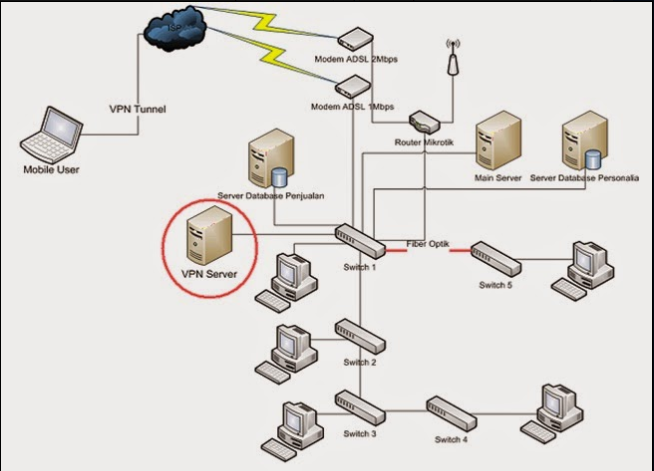 ISP
Modem ADSL 2Mbps
Modem ADSL 1Mbps
VPN Tunnel
Mobile User
Router Mikrotik
Main Server
Server Database Personalia
Server Database Penjualan
VPN Server
Switch 1
Fiber Optik
Switch 5
Switch 2
Switch 3
Switch 4